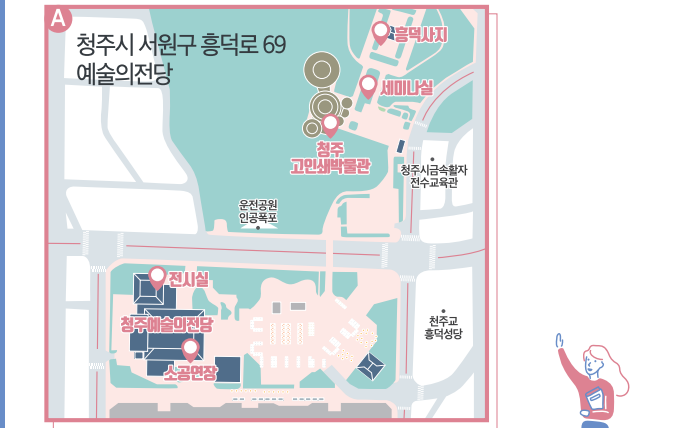 A
청주시 서원구 흥덕로 69
예술의전당
흥덕사지
세미나실
청주
고인쇄박물관
청주시금속활자
전수교육관
운전공원
인공폭포
전시실
청주예술의전당
소공연장
천주교
흥덕성당